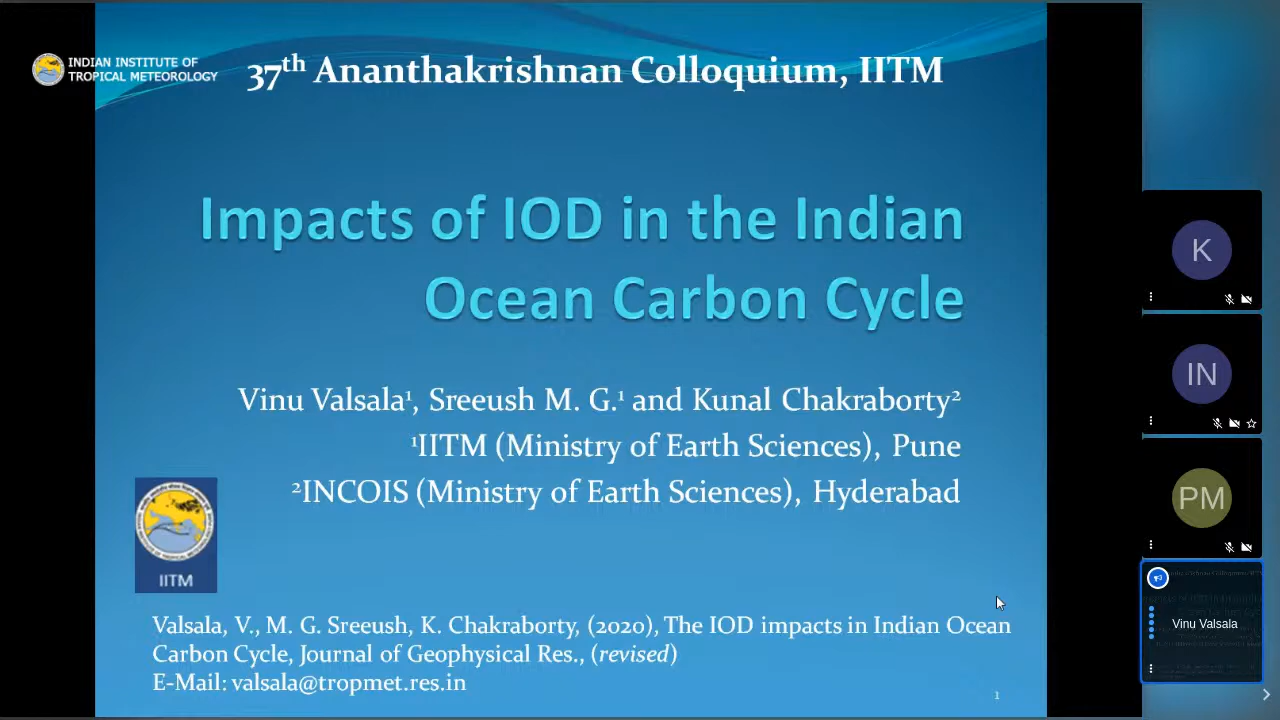 INDIAN INSTITUTE OF
TROPICAL METEOROLOGY
37th Ananthakrishnan Colloquium, IITM
Impacts of IOD in the Indian
Ocean Carbon Cycle
Vinu Valsala¹, Sreeush M. G.¹ and Kunal Chakraborty²
¹IITM (Ministry of Earth Sciences), Pune
²INCOIS (Ministry of Earth Sciences), Hyderabad
IITM
Valsala, V., M. G. Sreeush, K. Chakraborty, (2020), The IOD impacts in Indian Ocean
Carbon Cycle, Journal of Geophysical Res., (revised)
E-Mail: valsala@tropmet.res.in
1
K
IN
PM
Vinu Valsala